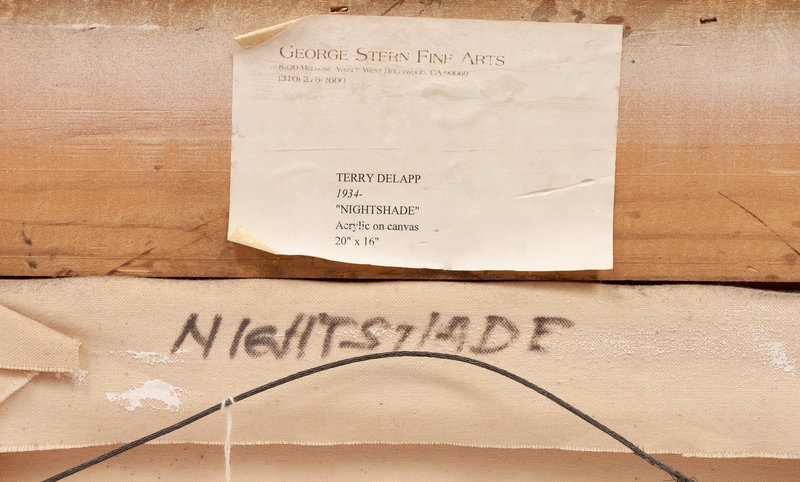 George Stern Fine Arts
8920 Melrose Avenue West Hollywood, CA 90069
(310) 276-2600
TERRY DELAPP
1934-
"NIGHTSHADE"
Acrylic on canvas
20" x 16"
NIGHTSHADE